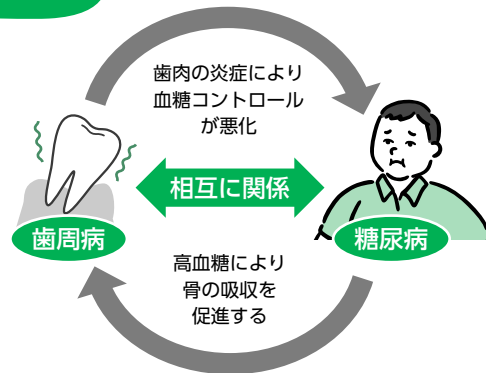 歯肉の炎症により
血糖コントロール
が悪化
相互に関係
歯周病
糖尿病
高血糖により
骨の吸収を
促進する